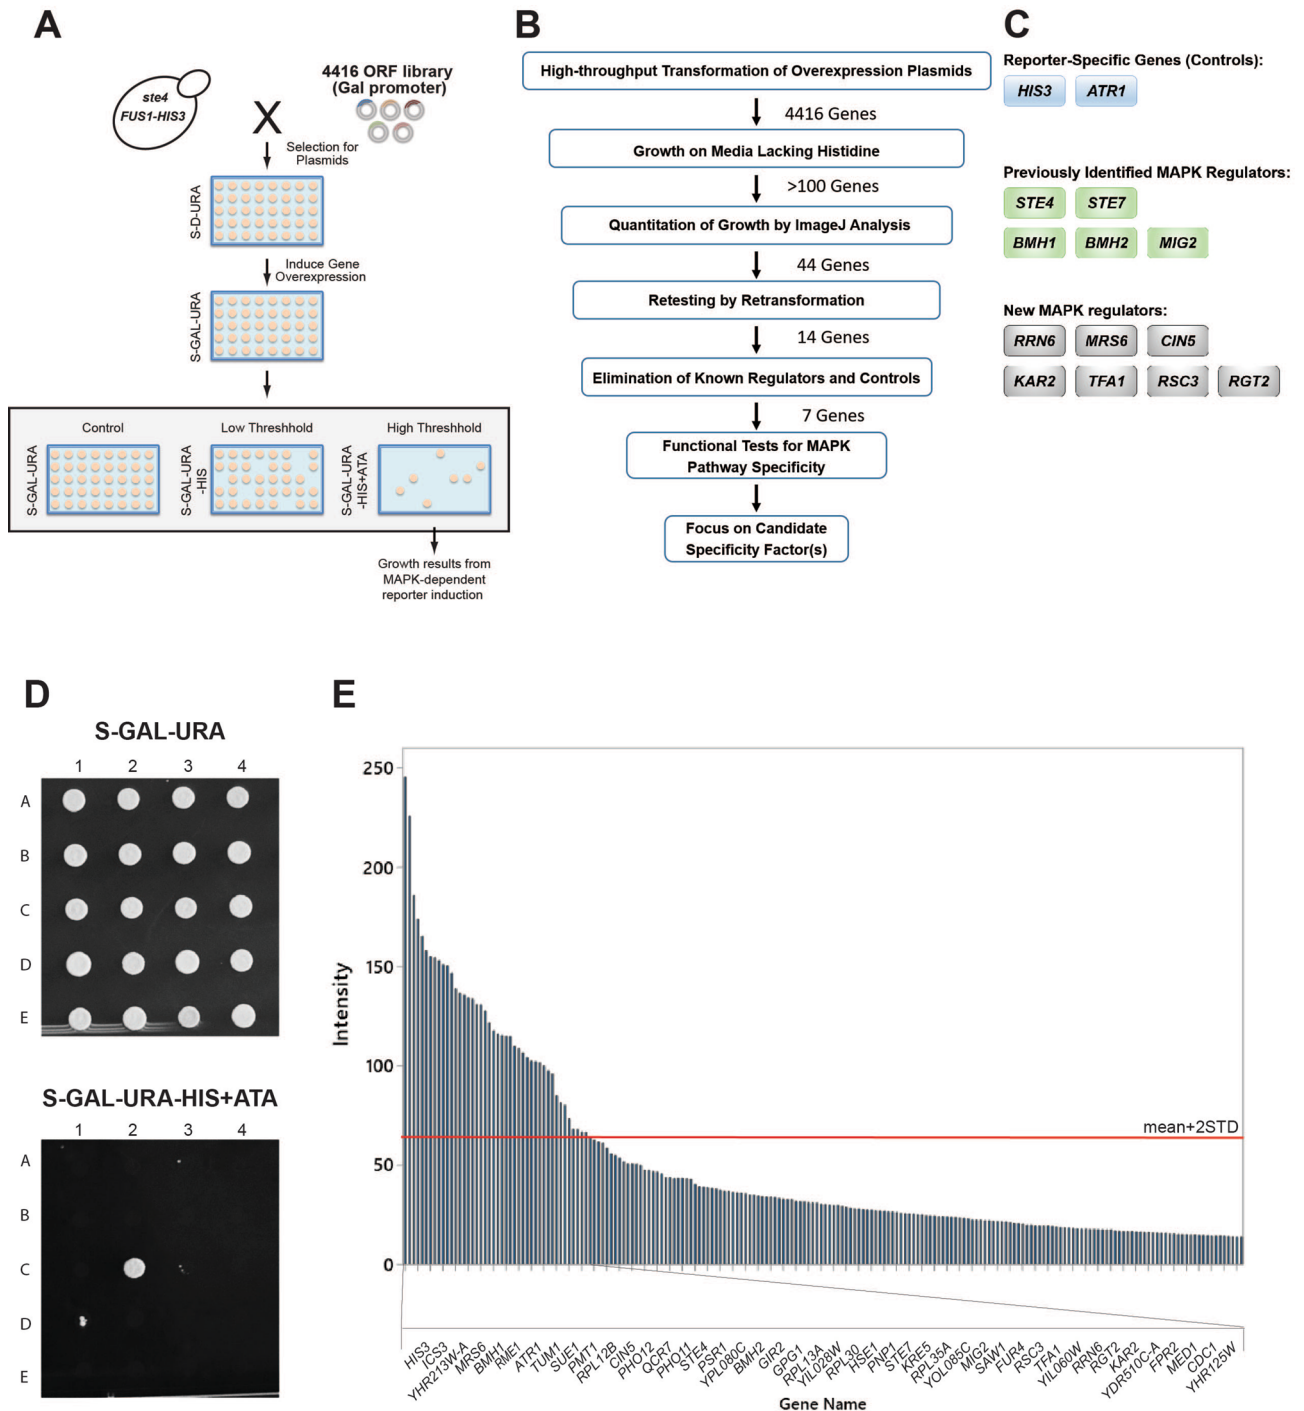 A
ste4
FUS1-HIS3
X
4416 ORF library
(Gal promoter)
Selection for
Plasmids
S-D-URA
Induce Gene
Overexpression
S-GAL-URA
Control
Low Threshhold
High Threshhold
S-GAL-URA
S-GAL-URA
-HIS
S-GAL-URA
-HIS+ATA
Growth results from
MAPK-dependent
reporter induction
B
High-throughput Transformation of Overexpression Plasmids
4416 Genes
Growth on Media Lacking Histidine
>100 Genes
Quantitation of Growth by ImageJ Analysis
44 Genes
Retesting by Retransformation
14 Genes
Elimination of Known Regulators and Controls
7 Genes
Functional Tests for MAPK
Pathway Specificity
Focus on Candidate
Specificity Factor(s)
C
Reporter-Specific Genes (Controls):
HIS3 ATR1
Previously Identified MAPK Regulators:
STE4 STE7
BMH1 BMH2 MIG2
New MAPK regulators:
RRN6 MRS6 CIN5
KAR2 TFA1 RSC3 RGT2
D
S-GAL-URA
1 2 3 4
A
B
C
D
E
S-GAL-URA-HIS+ATA
1 2 3 4
A
B
C
D
E
E
Intensity
250
200
150
100
50
0
mean+2STD
HIS3
ICS3
YHR213W-A
MRS6
BMH1
RME1
ATR1
TUM1
SUE1
PMT1
RPL12B
CIN5
PHO12
QCR7
PHO11
STE4
PSR1
YPL080C
BMH2
GIR2
GPG1
RPL13A
YIL028W
RPL30
HSE1
PNP1
STE7
KRE5
RPL35A
YOL085C
MIG2
SAW1
FUR4
RSC3
TFA1
YIL060W
RRN6
RGT2
KAR2
YDR510C-A
FPR2
MED1
CDC1
YHR125W
Gene Name